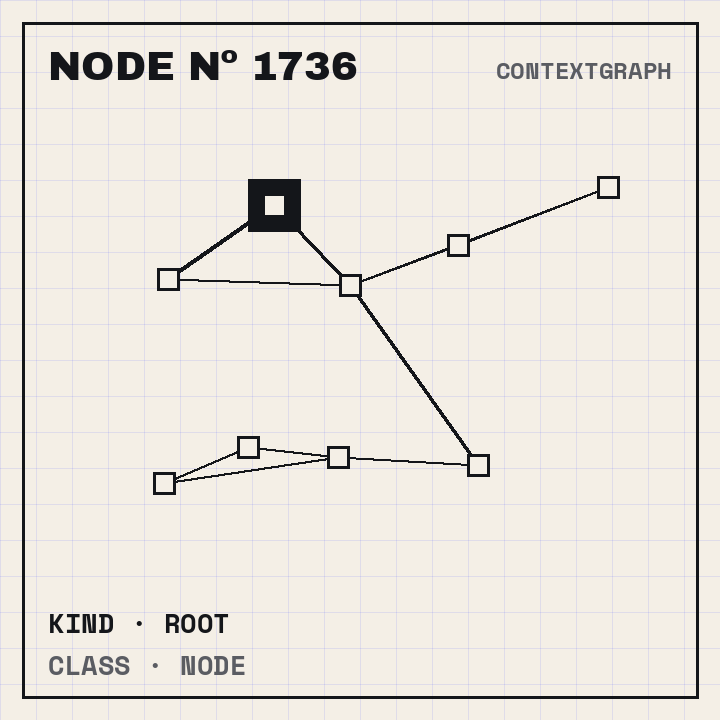 NODE Nº 1736
CONTEXTGRAPH
KIND · ROOT
CLASS · NODE